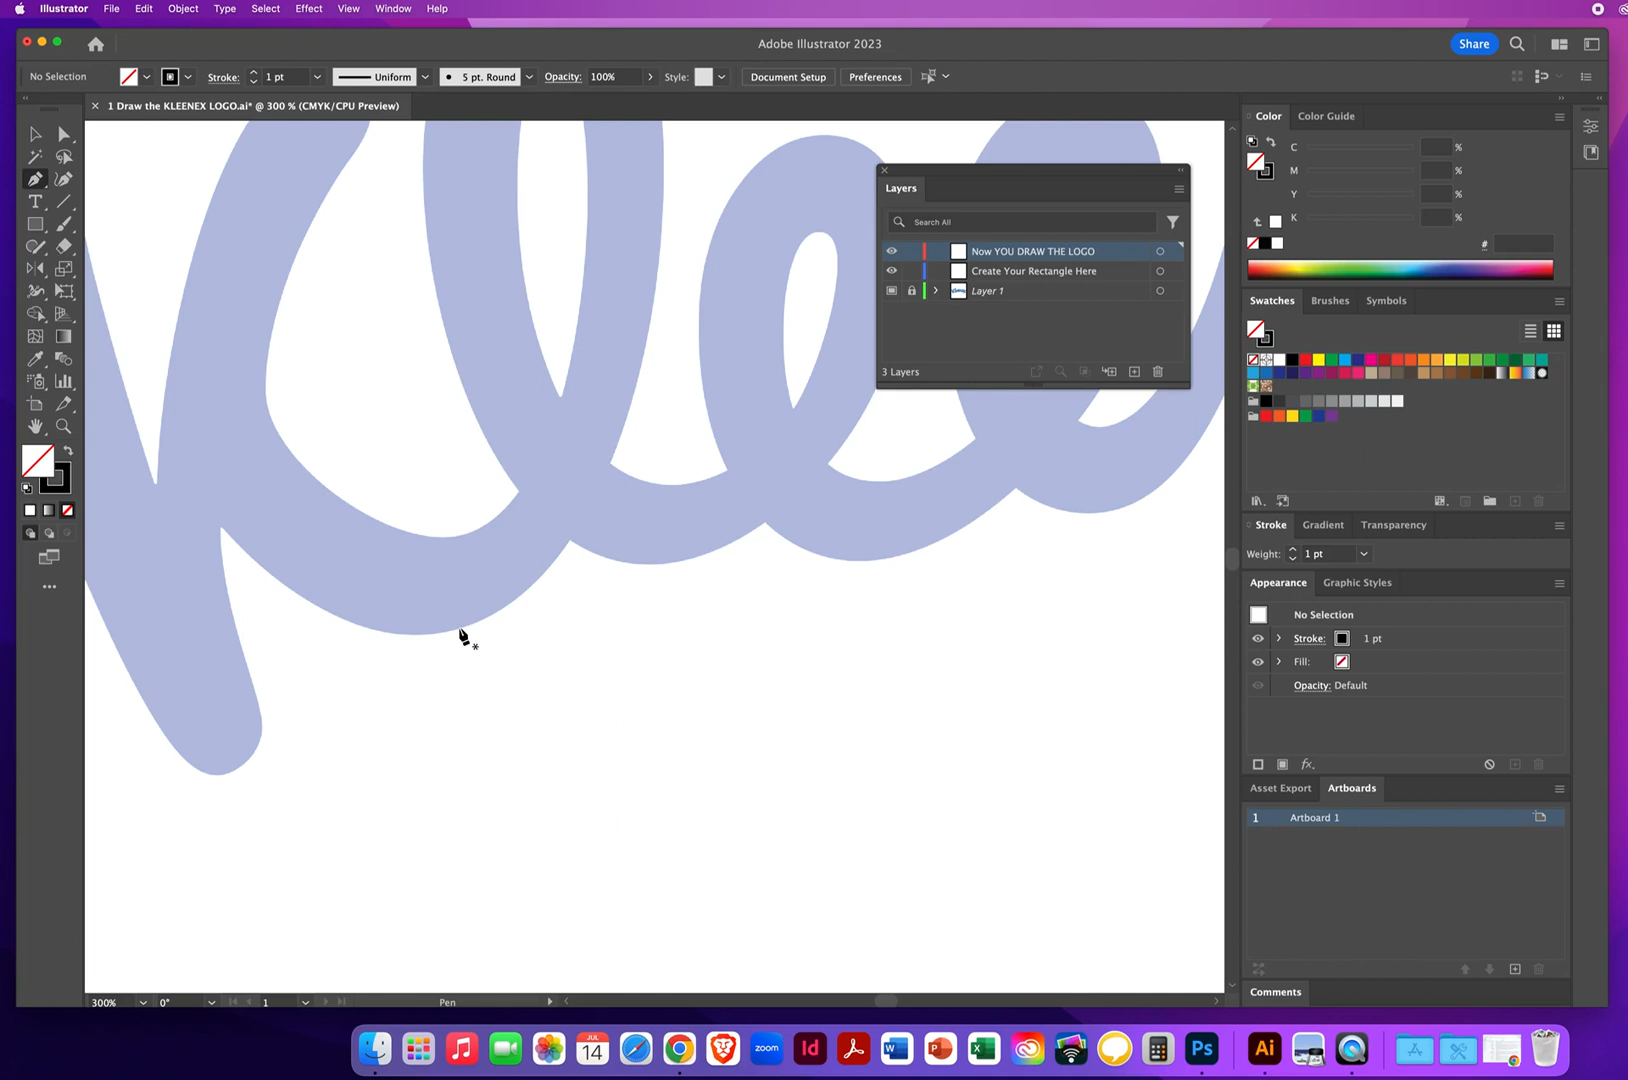 Illustrator File Edit Object Type Select Effect View Window Help
Adobe Illustrator 2023
Share
No Selection Stroke: 1 pt Uniform 5 pt. Round Opacity: 100% Style: Document Setup Preferences
1 Draw the KLEENEX LOGO.ai* @ 300 % (CMYK/CPU Preview)
Color Color Guide
C %
M %
Y %
K %
#
Layers
Search All
Now YOU DRAW THE LOGO
Create Your Rectangle Here
Layer 1
3 Layers
Swatches Brushes Symbols
Stroke Gradient Transparency
Weight: 1 pt
Appearance Graphic Styles
No Selection
Stroke: 1 pt
Fill:
Opacity: Default
fx.
Asset Export Artboards
1 Artboard 1
Comments
300% 0° 1 Pen
JUL
14
zoom
Id
W
P
X
Ps
Ai